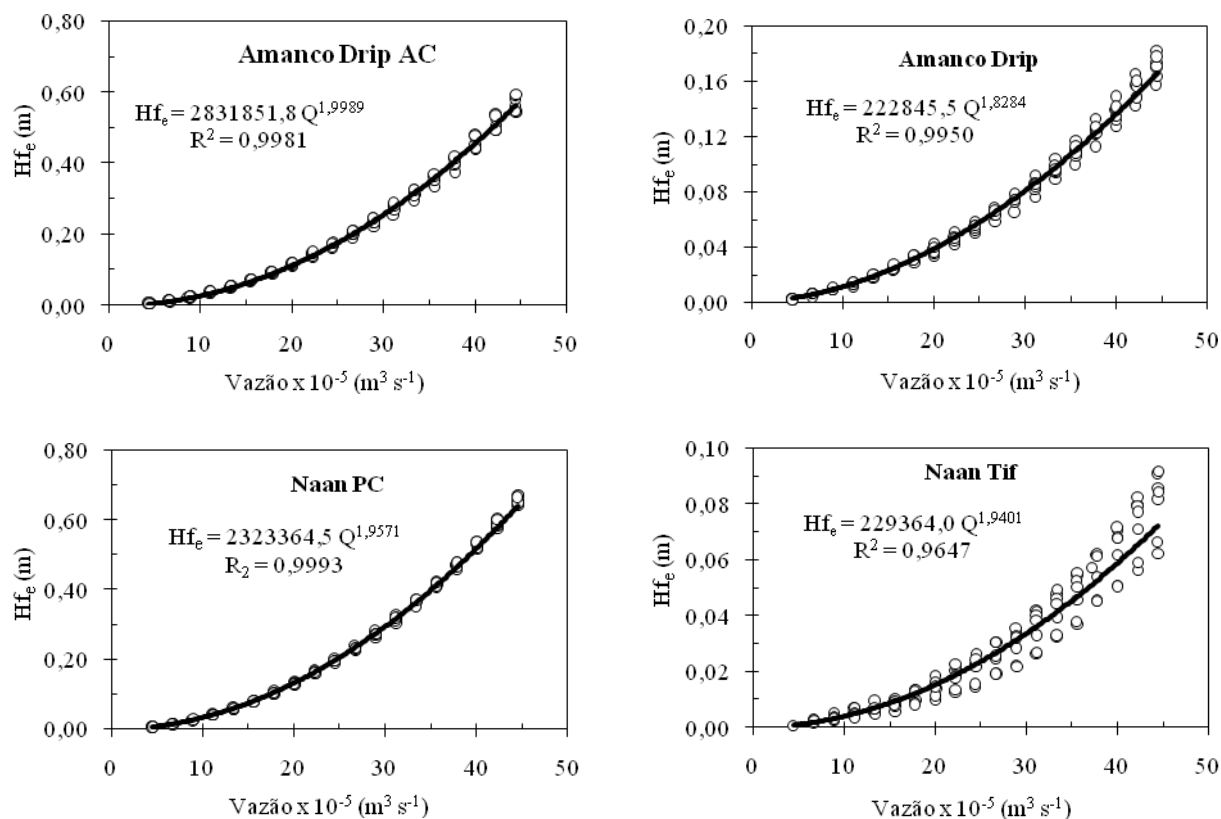 Amanco Drip AC
Hfₑ = 2831851,8 Q^1,9989
R² = 0,9981
Hfₑ (m)
0,80
0,60
0,40
0,20
0,00
0 10 20 30 40 50
Vazão x 10⁻⁵ (m³ s⁻¹)
Amanco Drip
Hfₑ = 222845,5 Q^1,8284
R² = 0,9950
Hfₑ (m)
0,20
0,16
0,12
0,08
0,04
0,00
0 10 20 30 40 50
Vazão x 10⁻⁵ (m³ s⁻¹)
Naan PC
Hfₑ = 2323364,5 Q^1,9571
R₂ = 0,9993
Hfₑ (m)
0,80
0,60
0,40
0,20
0,00
0 10 20 30 40 50
Vazão x 10⁻⁵ (m³ s⁻¹)
Naan Tif
Hfₑ = 229364,0 Q^1,9401
R² = 0,9647
Hfₑ (m)
0,10
0,08
0,06
0,04
0,02
0,00
0 10 20 30 40 50
Vazão x 10⁻⁵ (m³ s⁻¹)